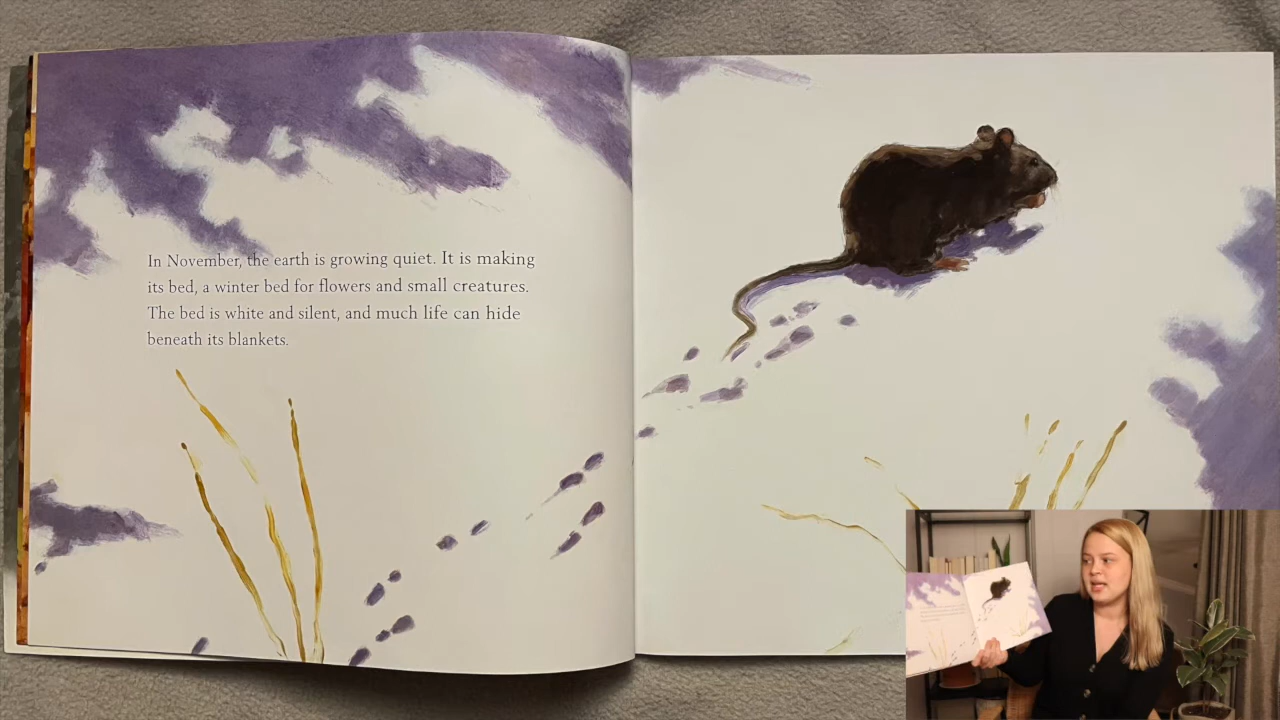 In November, the earth is growing quiet. It is making
its bed, a winter bed for flowers and small creatures.
The bed is white and silent, and much life can hide
beneath its blankets.